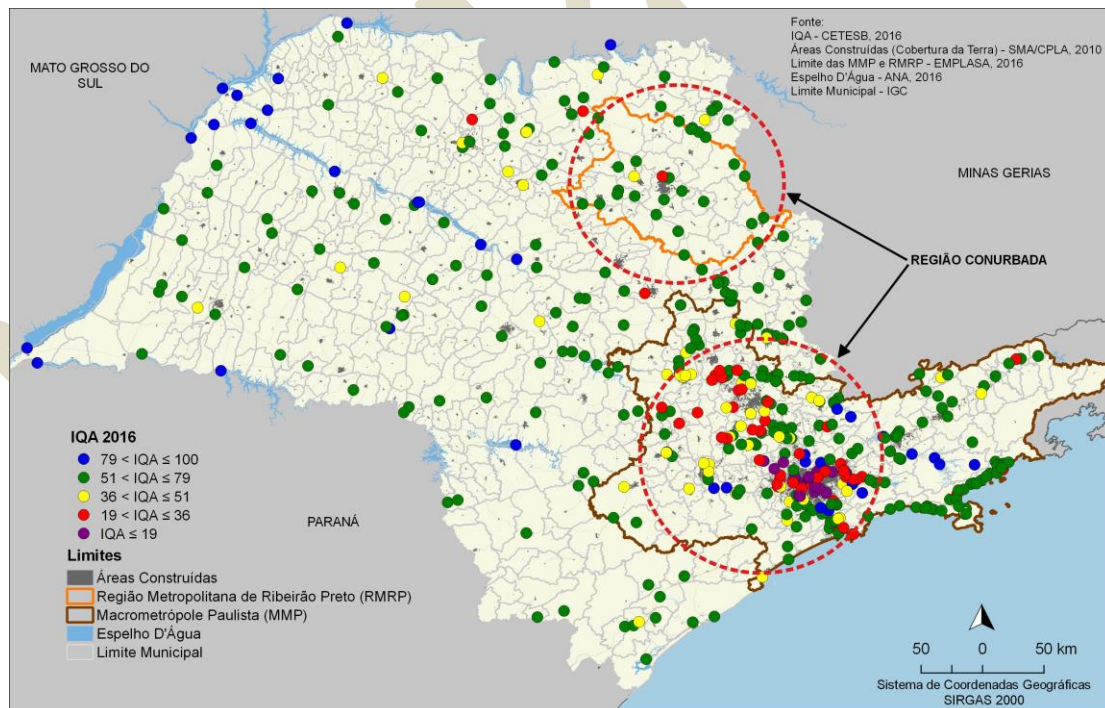 Fonte:
IQA - CETESB, 2016
Áreas Construídas (Cobertura da Terra) - SMA/CPLA, 2010
Limite das MMP e RMRP - EMPLASA, 2016
Espelho D'Água - ANA, 2016
Limite Municipal - IGC
MATO GROSSO DO
SUL
MINAS GERIAS
REGIÃO CONURBADA
PARANÁ
IQA 2016
79 < IQA ≤ 100
51 < IQA ≤ 79
36 < IQA ≤ 51
19 < IQA ≤ 36
IQA ≤ 19
Limites
Áreas Construídas
Região Metropolitana de Ribeirão Preto (RMRP)
Macrometrópole Paulista (MMP)
Espelho D'Água
Limite Municipal
50 0 50 km
Sistema de Coordenadas Geográficas
SIRGAS 2000